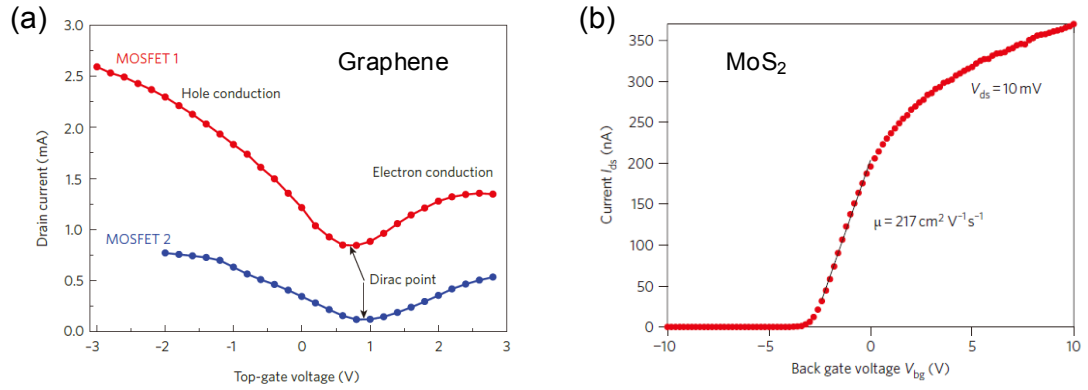 (a)
3.0
2.5
2.0
1.5
1.0
0.5
0.0
Drain current (mA)
MOSFET 1
Graphene
Hole conduction
Electron conduction
MOSFET 2
Dirac point
−3
−2
−1
0
1
2
3
Top-gate voltage (V)
(b)
350
300
250
200
150
100
50
0
Current Ids (nA)
MoS2
Vds = 10 mV
μ = 217 cm² V⁻¹ s⁻¹
−10
−5
0
5
10
Back gate voltage Vbg (V)